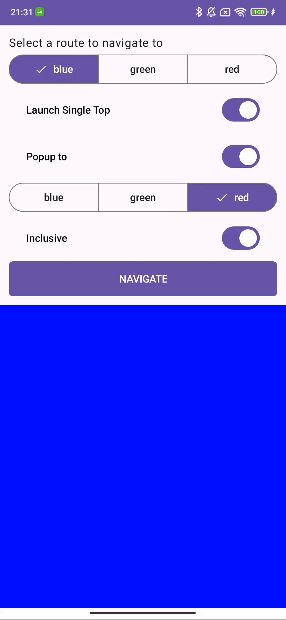 21:31
100
Select a route to navigate to
blue green red
Launch Single Top
Popup to
blue green red
Inclusive
NAVIGATE